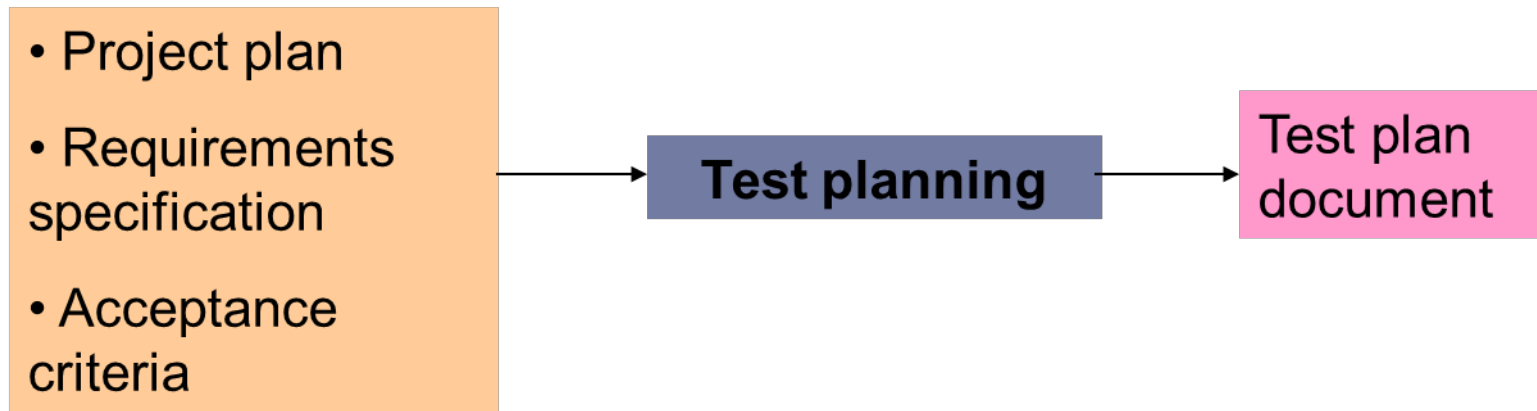 • Project plan
• Requirements
specification
• Acceptance
criteria
Test planning
Test plan
document